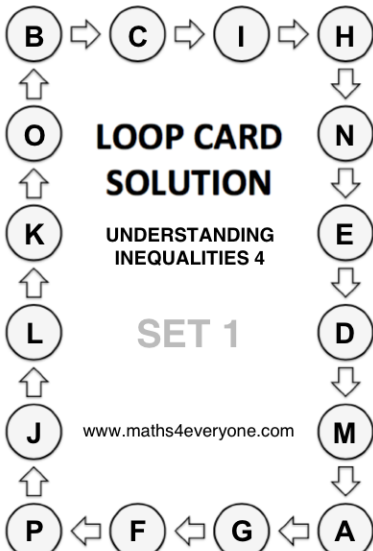 B C I H
O LOOP CARD N
SOLUTION
K UNDERSTANDING E
INEQUALITIES 4
L SET 1 D
J www.maths4everyone.com M
P F G A